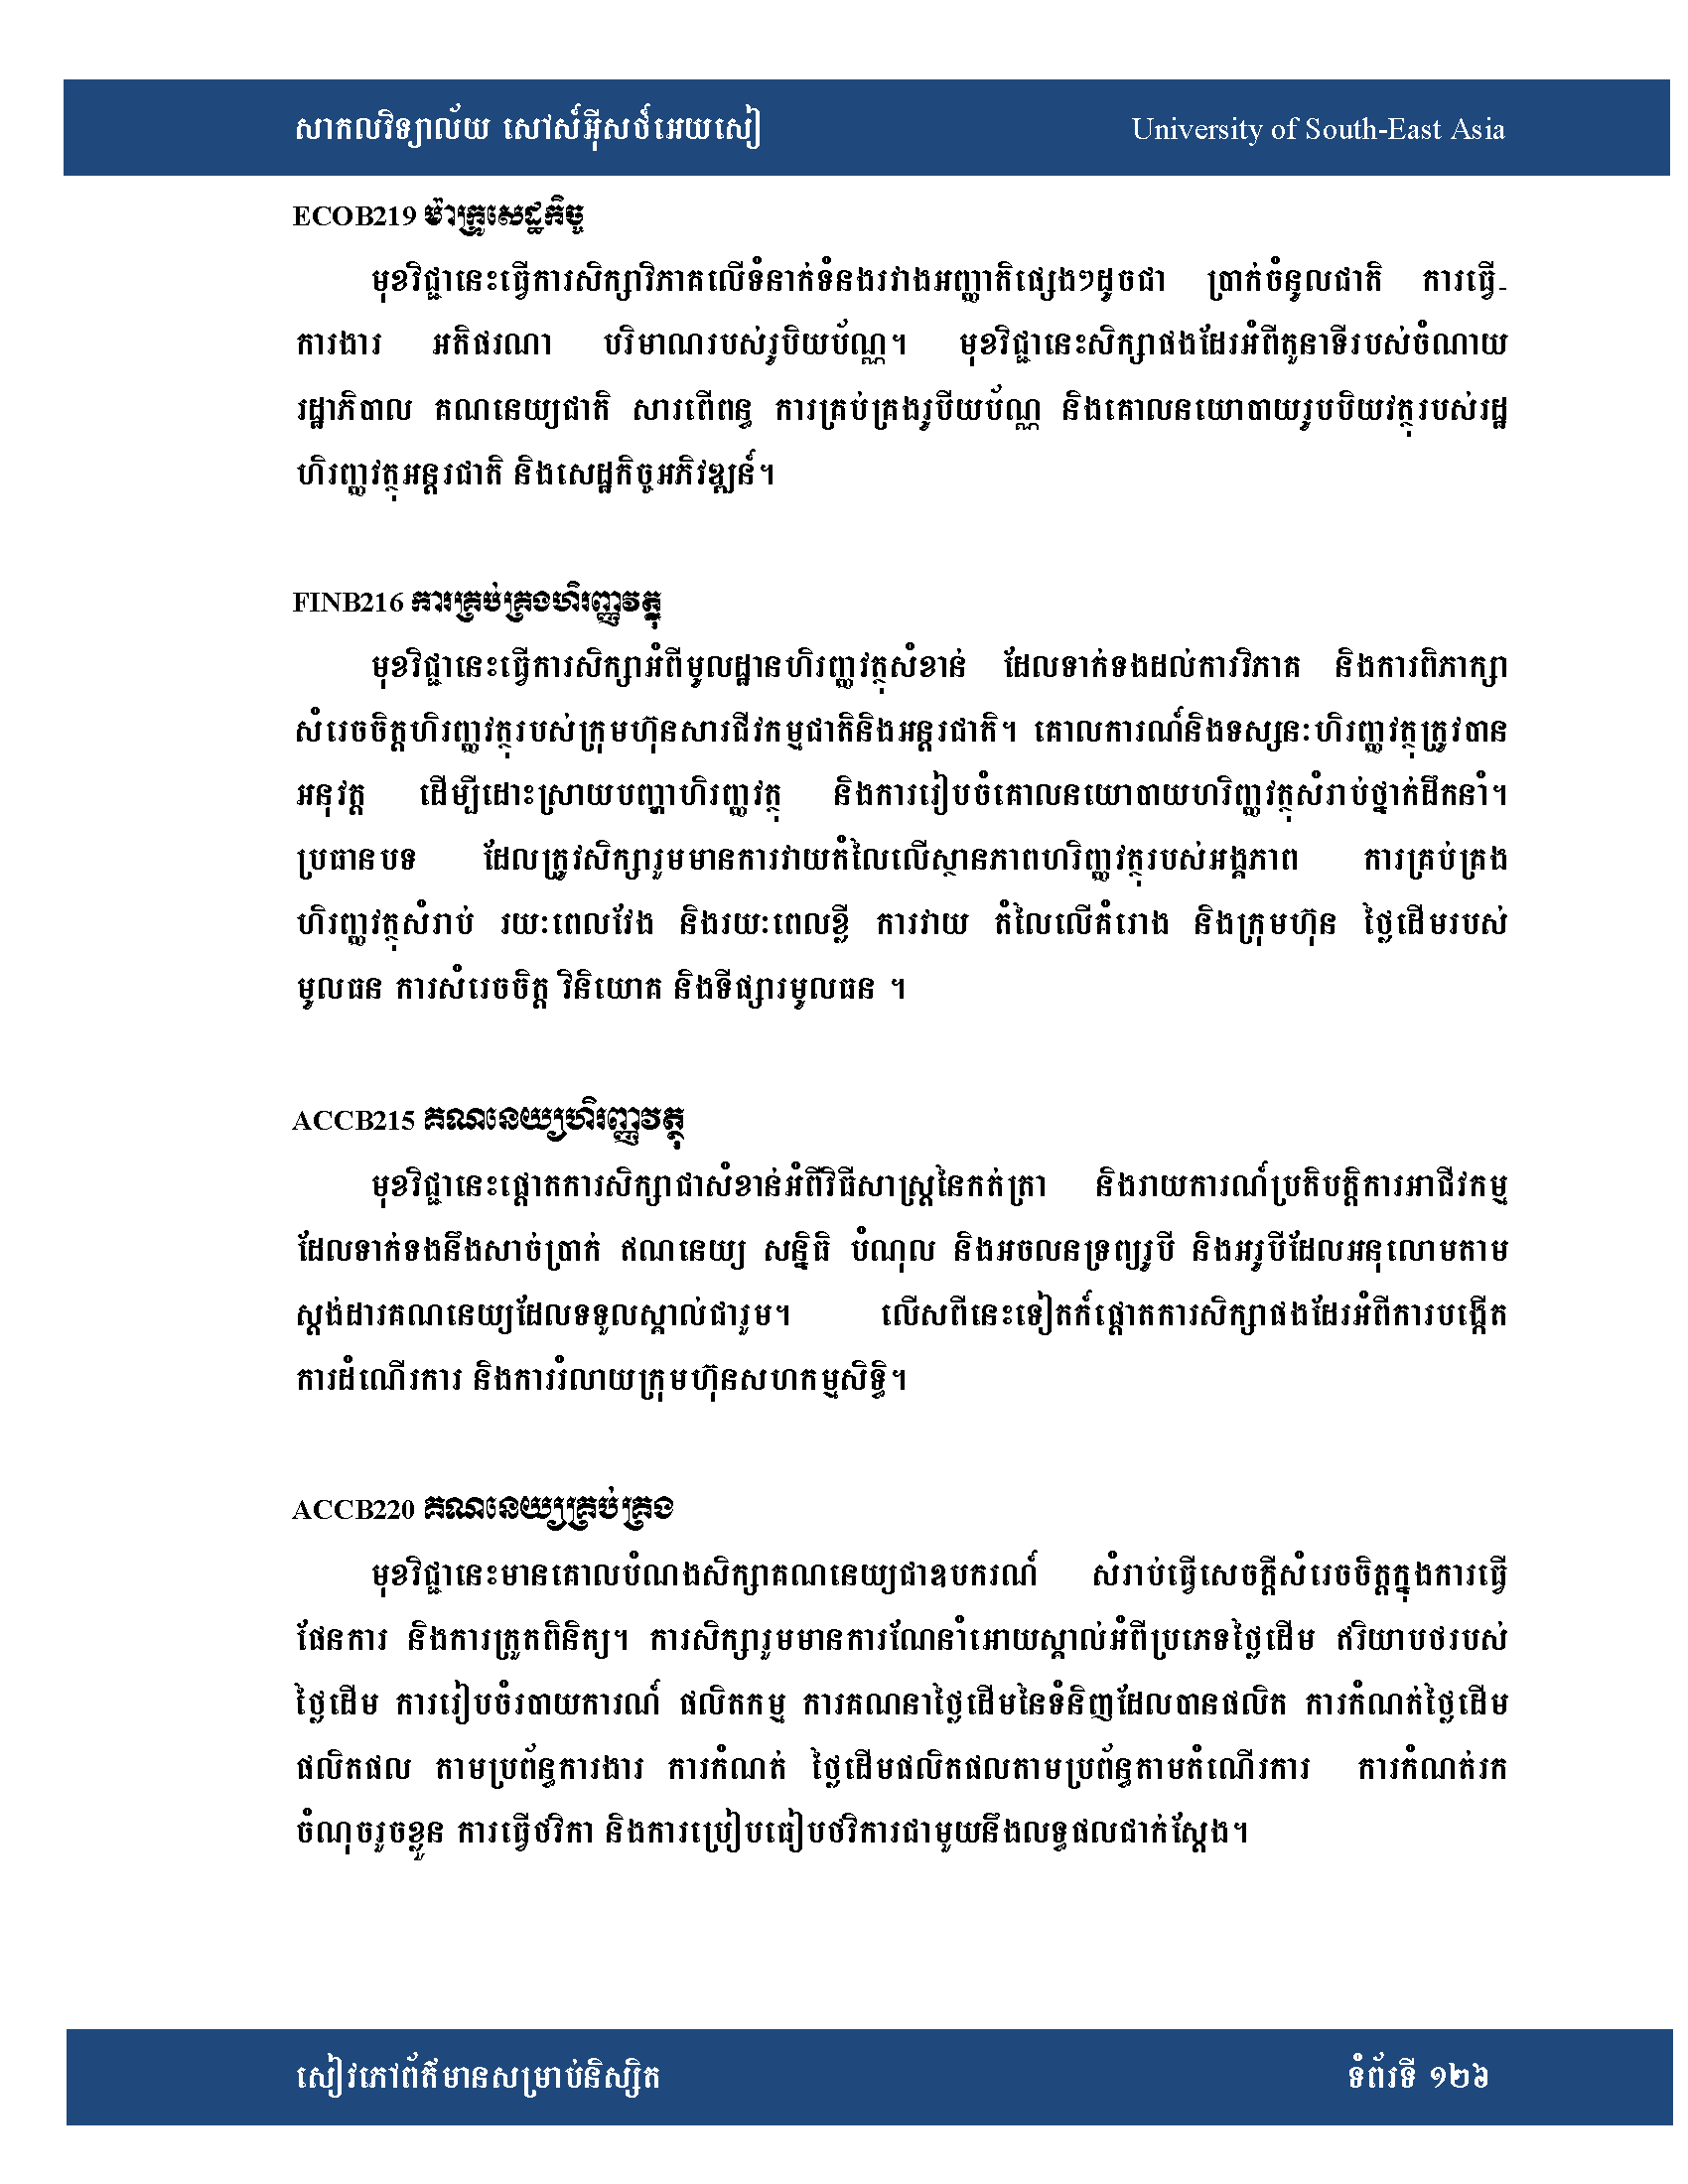 សាកលវិទ្យាល័យ សៅស៍អ៊ីសថ៍អេយសៀ University of South-East Asia
ECOB219 ម៉ាក្រូសេដ្ឋកិច្ច
មុខវិជ្ជានេះធ្វើការសិក្សាវិភាគលើទំនាក់ទំនងរវាងអញ្ញាតិផ្សេងៗដូចជា ប្រាក់ចំនូលជាតិ ការធ្វើ-
ការងារ អតិផរណា បរិមាណរបស់រូបិយប័ណ្ណ។ មុខវិជ្ជានេះសិក្សាផងដែរអំពីតួនាទីរបស់ចំណាយ
រដ្ឋាភិបាល គណនេយ្យជាតិ សារពើពន្ធ ការគ្រប់គ្រងរូបីយប័ណ្ណ និងគោលនយោបាយរូបបិយវត្ថុរបស់រដ្ឋ
ហិរញ្ញវត្ថុអន្តរជាតិ និងសេដ្ឋកិច្ចអភិវឌ្ឍន៍។
FINB216 ការគ្រប់គ្រងហិរញ្ញវត្ថុ
មុខវិជ្ជានេះធ្វើការសិក្សាអំពីមូលដ្ឋានហិរញ្ញវត្ថុសំខាន់ ដែលទាក់ទងដល់ការវិភាគ និងការពិភាក្សា
សំរេចចិត្តហិរញ្ញវត្ថុរបស់ក្រុមហ៊ុនសារជីវកម្មជាតិនិងអន្តរជាតិ។ គោលការណ៍និងទស្សនៈហិរញ្ញវត្ថុត្រូវបាន
អនុវត្ត ដើម្បីដោះស្រាយបញ្ហាហិរញ្ញវត្ថុ និងការរៀបចំគោលនយោបាយហរិញ្ញវត្ថុសំរាប់ថ្នាក់ដឹកនាំ។
ប្រធានបទ ដែលត្រូវសិក្សារួមមានការវាយតំលៃលើស្ថានភាពហរិញ្ញវត្ថុរបស់អង្គភាព ការគ្រប់គ្រង
ហិរញ្ញវត្ថុសំរាប់ រយៈពេលវែង និងរយៈពេលខ្លី ការវាយ តំលៃលើគំរោង និងក្រុមហ៊ុន ថ្លៃដើមរបស់
មូលធន ការសំរេចចិត្ត វិនិយោគ និងទីផ្សារមូលធន ។
ACCB215 គណនេយ្យហិរញ្ញវត្ថុ
មុខវិជ្ជានេះផ្តោតការសិក្សាជាសំខាន់អំពីវិធីសាស្ត្រនៃកត់ត្រា និងរាយការណ៍ប្រតិបត្តិការអាជីវកម្ម
ដែលទាក់ទងនឹងសាច់ប្រាក់ ឥណនេយ្យ សន្និធិ បំណុល និងអចលនទ្រព្យរូបី និងអរូបីដែលអនុលោមតាម
ស្តង់ដារគណនេយ្យដែលទទួលស្គាល់ជារួម។ លើសពីនេះទៀតក៍ផ្តោតការសិក្សាផងដែរអំពីការបង្កើត
ការដំណើរការ និងការរំលាយក្រុមហ៊ុនសហកម្មសិទ្ធិ។
ACCB220 គណនេយ្យគ្រប់គ្រង
មុខវិជ្ជានេះមានគោលបំណងសិក្សាគណនេយ្យជាឧបករណ៍ សំរាប់ធ្វើសេចក្តីសំរេចចិត្តក្នុងការធ្វើ
ផែនការ និងការត្រួតពិនិត្យ។ ការសិក្សារួមមានការណែនាំអោយស្គាល់អំពីប្រភេទថ្លៃដើម ឥរិយាបថរបស់
ថ្លៃដើម ការរៀបចំរបាយការណ៍ ផលិតកម្ម ការគណនាថ្លៃដើមនៃទំនិញដែលបានផលិត ការកំណត់ថ្លៃដើម
ផលិតផល តាមប្រព័ន្ធការងារ ការកំណត់ ថ្លៃដើមផលិតផលតាមប្រព័ន្ធតាមតំណើរការ ការកំណត់រក
ចំណុចរួចខ្លួន ការធ្វើថវិកា និងការប្រៀបធៀបថវិការជាមួយនឹងលទ្ធផលជាក់ស្តែង។
សៀវភៅព័ត៌មានសម្រាប់និស្សិត ទំព័រទី ១២៦